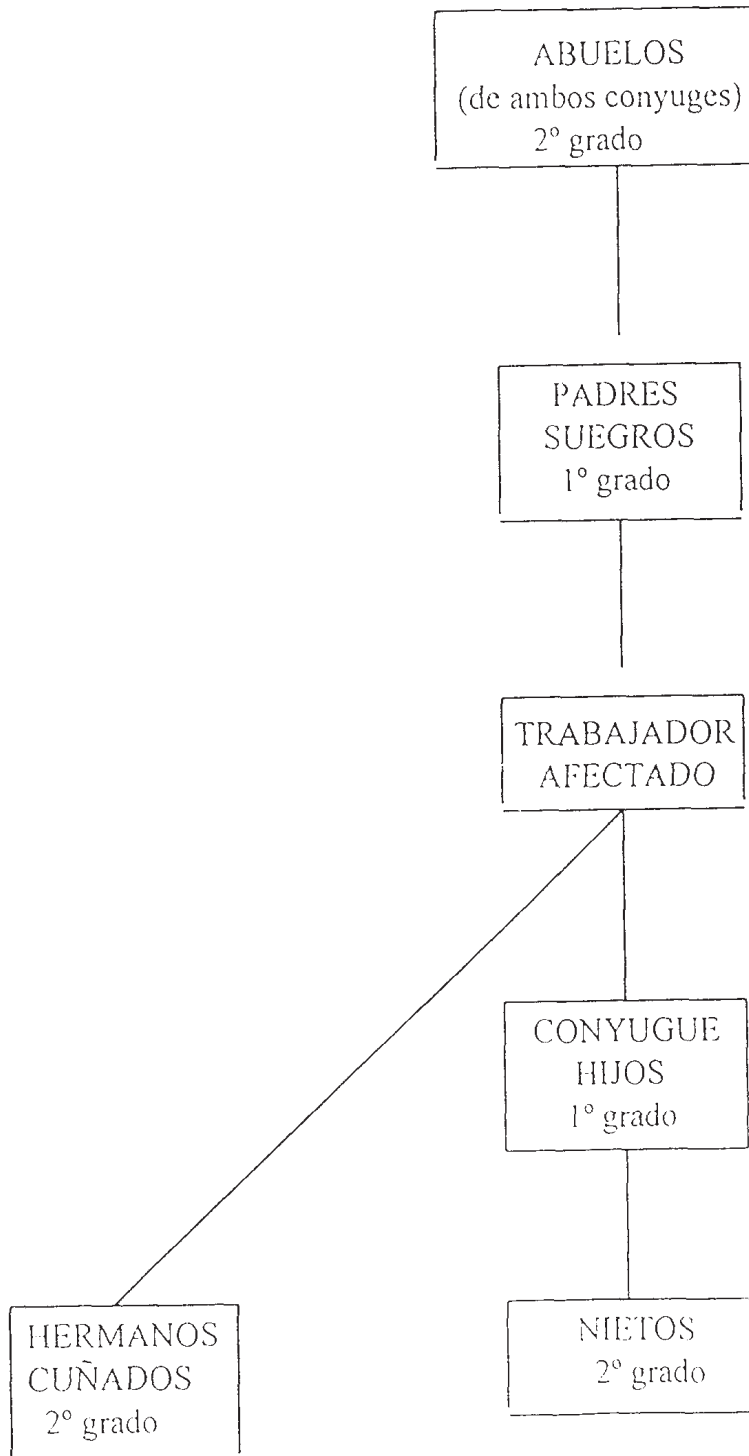 ABUELOS
(de ambos conyuges)
2º grado
PADRES
SUEGROS
1º grado
TRABAJADOR
AFECTADO
CONYUGUE
HIJOS
1º grado
HERMANOS
CUÑADOS
2º grado
NIETOS
2º grado